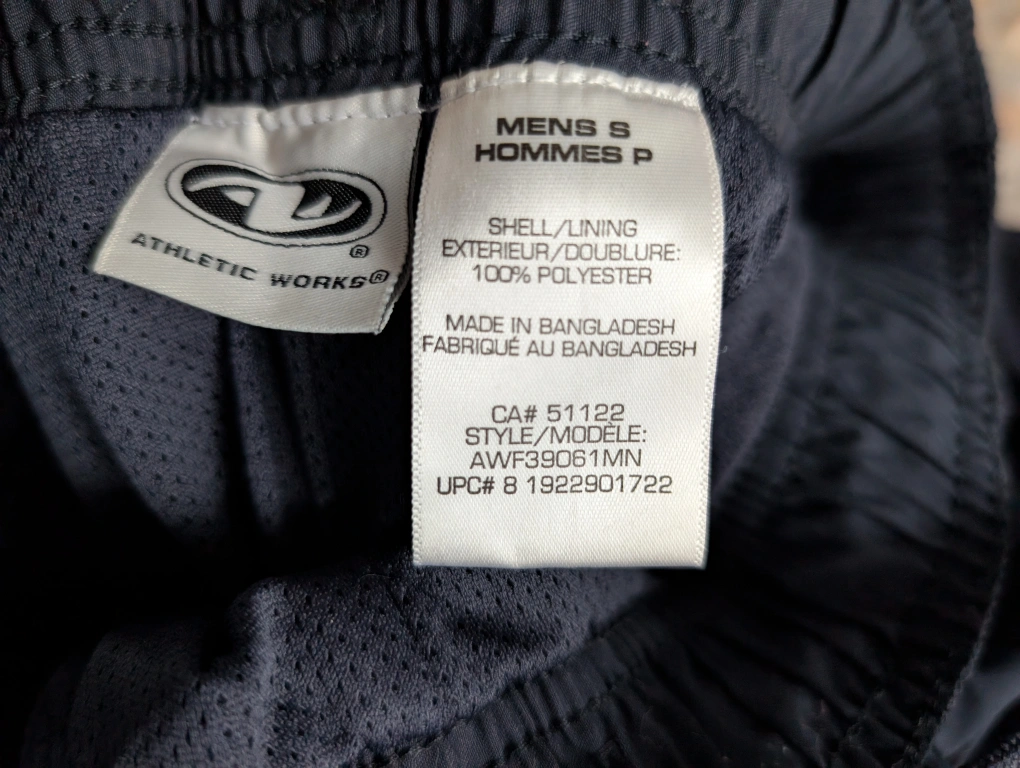 ATHLETIC WORKS®
®
MENS S
HOMMES P
SHELL/LINING
EXTERIEUR/DOUBLURE:
100% POLYESTER
MADE IN BANGLADESH
FABRIQUÉ AU BANGLADESH
CA# 51122
STYLE/MODÈLE:
AWF39061MN
UPC# 8 1922901722